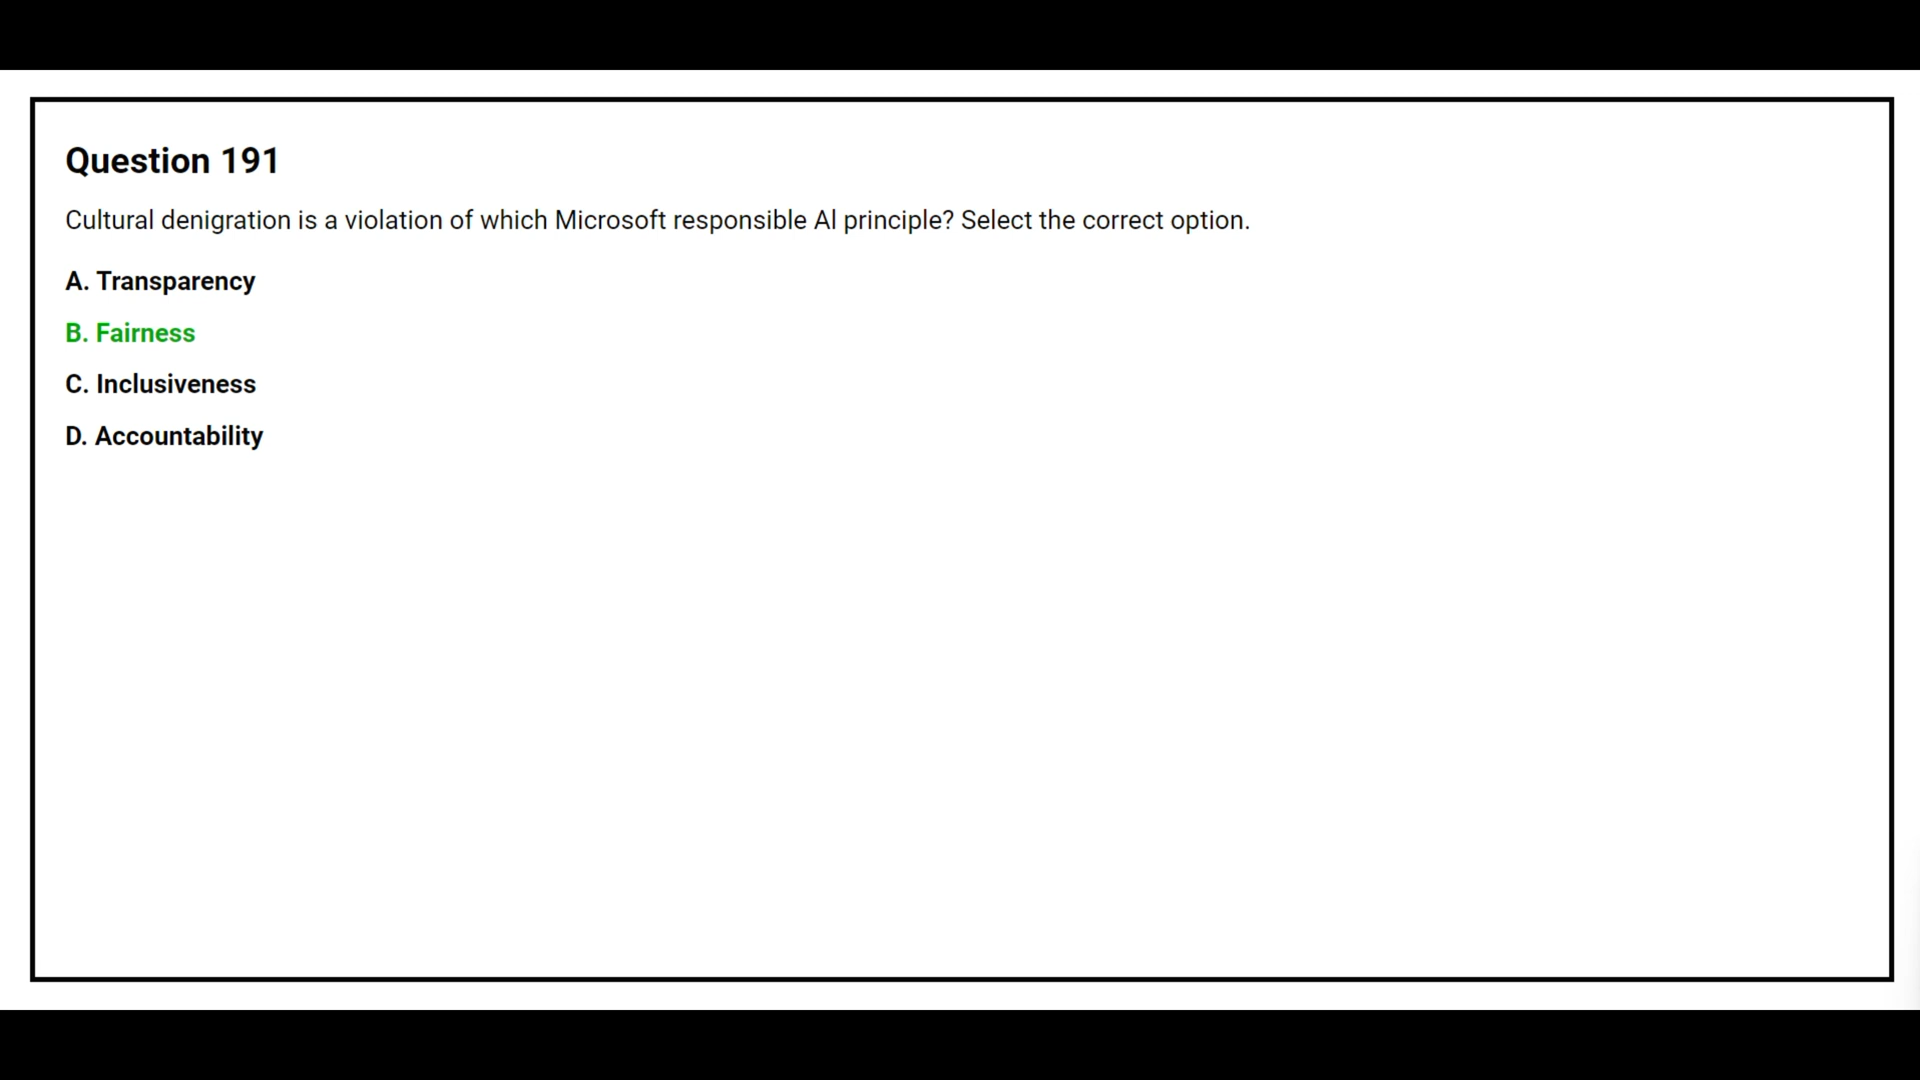 Question 191
Cultural denigration is a violation of which Microsoft responsible Al principle? Select the correct option.
A. Transparency
B. Fairness
C. Inclusiveness
D. Accountability